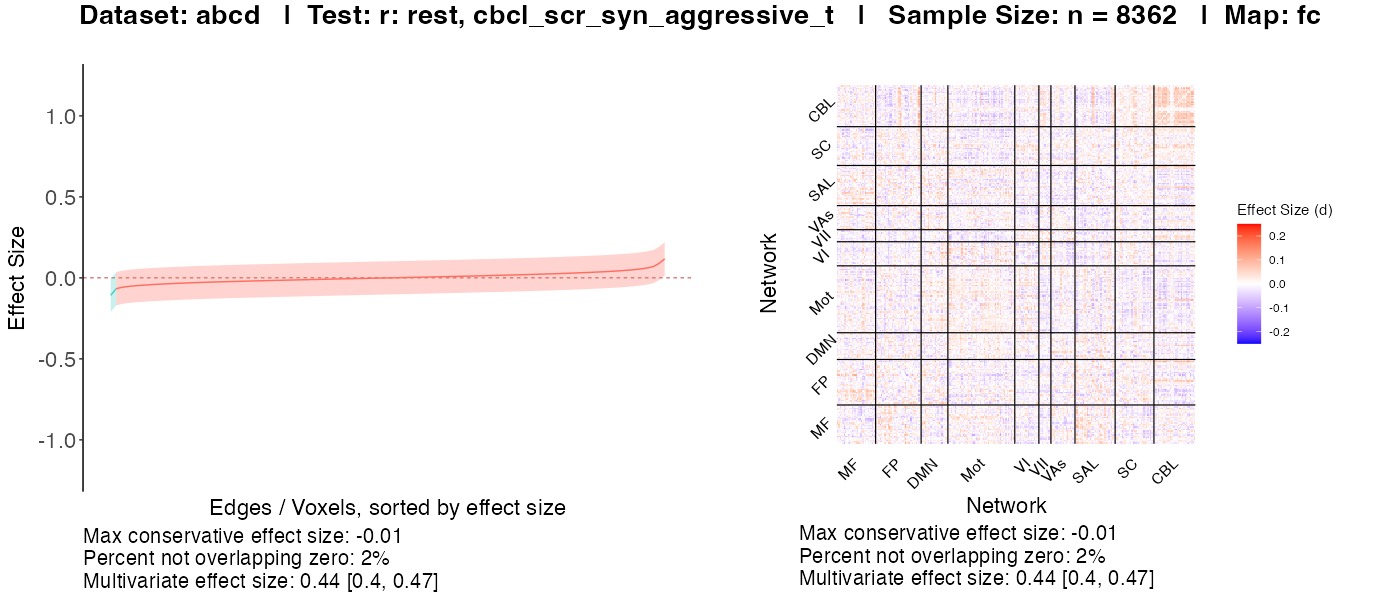 Dataset: abcd | Test: r: rest, cbcl_scr_syn_aggressive_t | Sample Size: n = 8362 | Map: fc
Effect Size
1.0
0.5
0.0
-0.5
-1.0
Edges / Voxels, sorted by effect size
Max conservative effect size: -0.01
Percent not overlapping zero: 2%
Multivariate effect size: 0.44 [0.4, 0.47]
Network
CBL
SC
SAL
VAs
VII
VI
Mot
DMN
FP
MF
MF
FP
DMN
Mot
VI
VII
VAs
SAL
SC
CBL
Network
Max conservative effect size: -0.01
Percent not overlapping zero: 2%
Multivariate effect size: 0.44 [0.4, 0.47]
Effect Size (d)
0.2
0.1
0.0
-0.1
-0.2